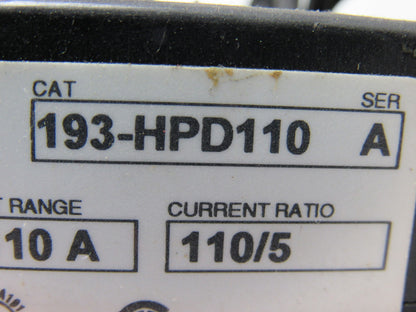 CAT SER
193-HPD110 A
RANGE CURRENT RATIO
10 A 110/5